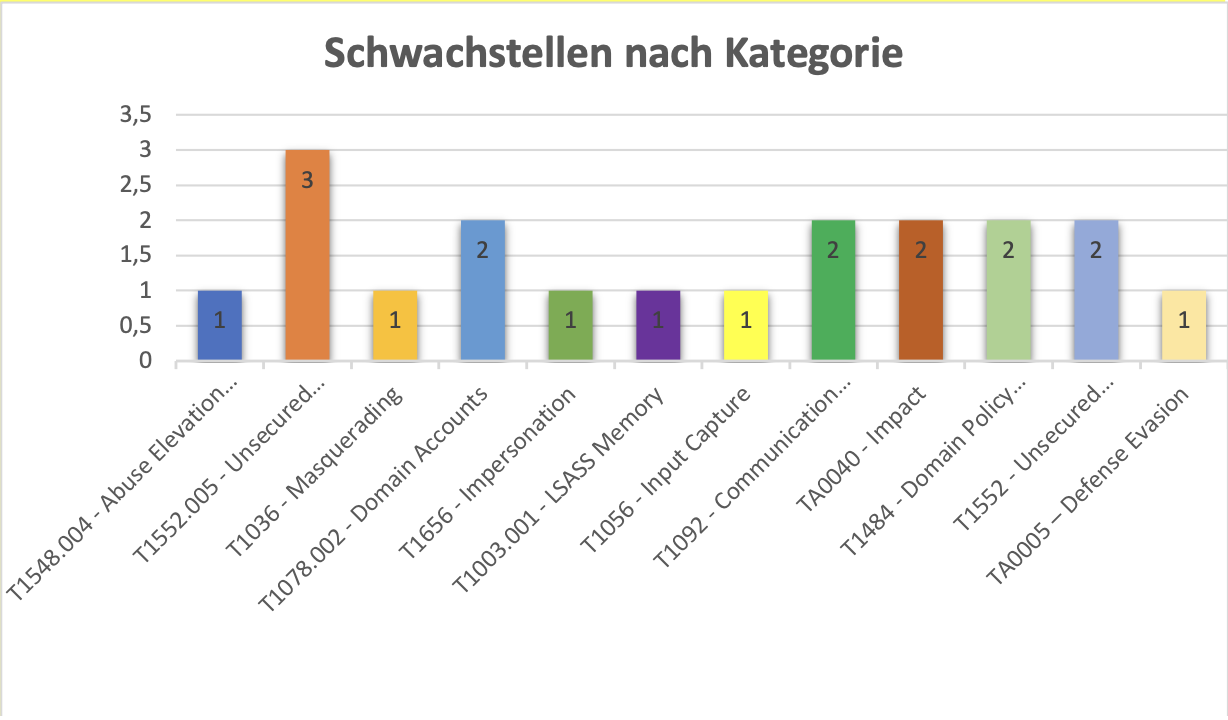 Schwachstellen nach Kategorie
3,5
3
2,5
2
1,5
1
0,5
0
1
3
1
2
1
1
1
2
2
2
2
1
T1548.004 - Abuse Elevation…
T1552.005 - Unsecured…
T1036 - Masquerading
T1078.002 - Domain Accounts
T1656 - Impersonation
T1003.001 - LSASS Memory
T1056 - Input Capture
T1092 - Communication…
TA0040 - Impact
T1484 - Domain Policy…
T1552 - Unsecured…
TA0005 – Defense Evasion